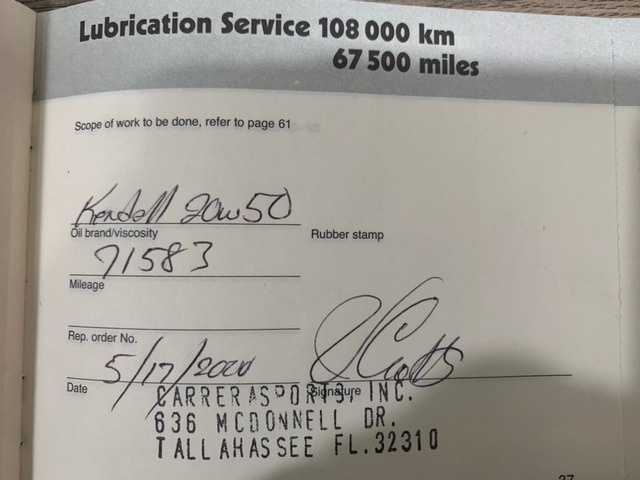 Lubrication Service 108 000 km
67 500 miles
Scope of work to be done, refer to page 61
Kendall 20W50
Oil brand/viscosity
Rubber stamp
71583
Mileage
Rep. order No.
5/17/2000
Date
Signature
CARRERASPORTS, INC.
636 MCDONNELL DR.
TALLAHASSEE FL.32310